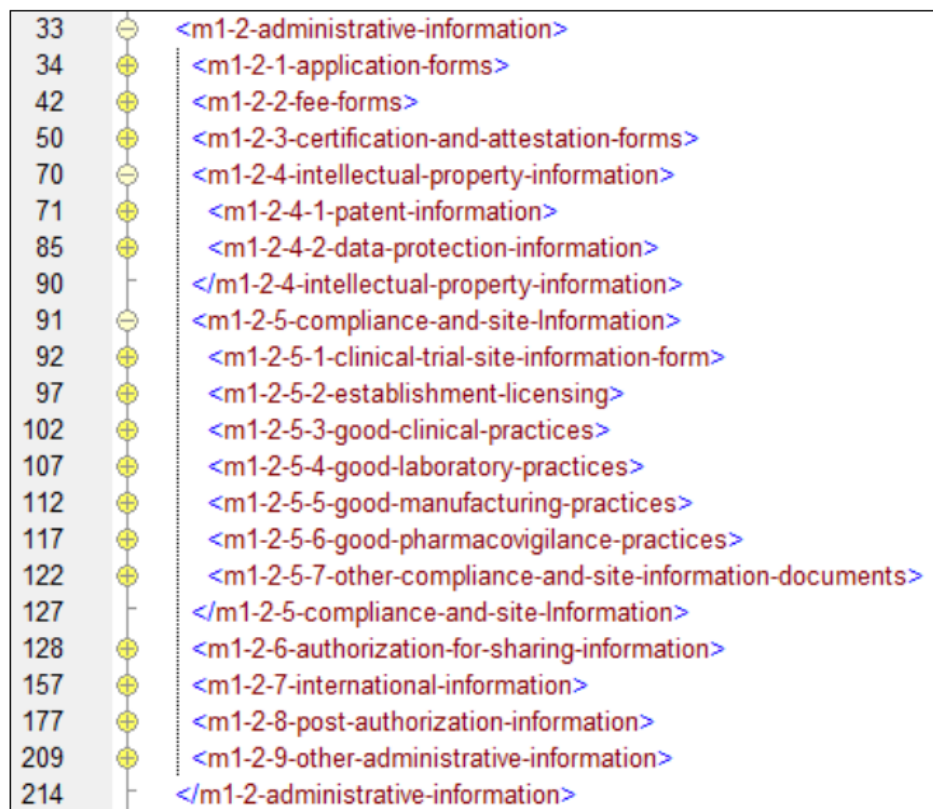 33 <m1-2-administrative-information>
34 <m1-2-1-application-forms>
42 <m1-2-2-fee-forms>
50 <m1-2-3-certification-and-attestation-forms>
70 <m1-2-4-intellectual-property-information>
71 <m1-2-4-1-patent-information>
85 <m1-2-4-2-data-protection-information>
90 </m1-2-4-intellectual-property-information>
91 <m1-2-5-compliance-and-site-Information>
92 <m1-2-5-1-clinical-trial-site-information-form>
97 <m1-2-5-2-establishment-licensing>
102 <m1-2-5-3-good-clinical-practices>
107 <m1-2-5-4-good-laboratory-practices>
112 <m1-2-5-5-good-manufacturing-practices>
117 <m1-2-5-6-good-pharmacovigilance-practices>
122 <m1-2-5-7-other-compliance-and-site-information-documents>
127 </m1-2-5-compliance-and-site-Information>
128 <m1-2-6-authorization-for-sharing-information>
157 <m1-2-7-international-information>
177 <m1-2-8-post-authorization-information>
209 <m1-2-9-other-administrative-information>
214 </m1-2-administrative-information>